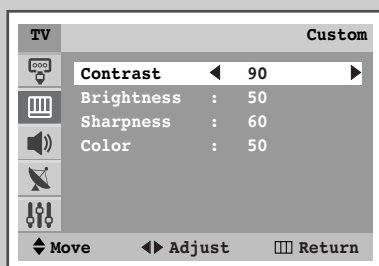 TV Custom
Contrast ◀ 90 ▶
Brightness : 50
Sharpness : 60
Color : 50
Move Adjust Return